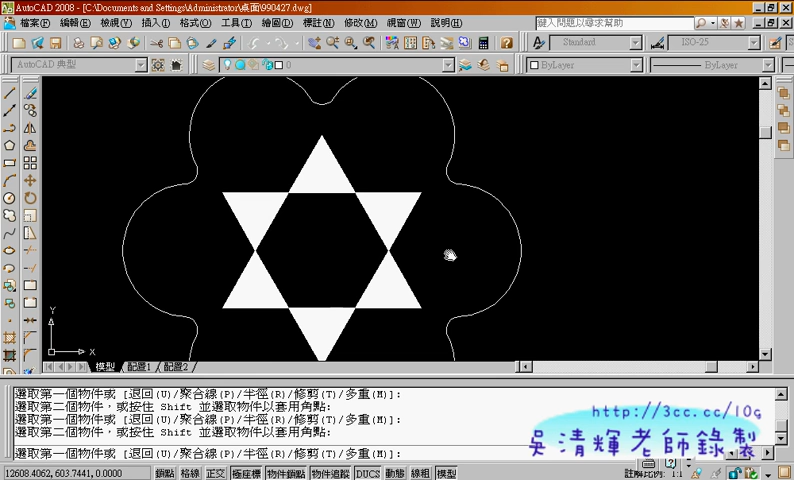 AutoCAD 2008 - [C:\Documents and Settings\Administrator\桌面\990427.dwg]
檔案(F) 編輯(E) 檢視(V) 插入(I) 格式(O) 工具(T) 繪圖(D) 標註(N) 修改(M) 視窗(W) 說明(H) 鍵入問題以尋求幫助
Standard ISO-25
AutoCAD 典型 0 ByLayer ByLayer
Y
X
模型 配置1 配置2
選取第一個物件或 [退回(U)/聚合線(P)/半徑(R)/修剪(T)/多重(M)]:
選取第二個物件，或按住 Shift 並選取物件以套用角點:
選取第一個物件或 [退回(U)/聚合線(P)/半徑(R)/修剪(T)/多重(M)]:
選取第二個物件，或按住 Shift 並選取物件以套用角點:
選取第一個物件或 [退回(U)/聚合線(P)/半徑(R)/修剪(T)/多重(M)]:
http://3cc.cc/10g
吳清輝老師錄製
12608.4062, 603.7441, 0.0000 鎖點 格線 正交 極座標 物件鎖點 物件追蹤 DUCS 動態 線粗 模型 註解比例: 1:1